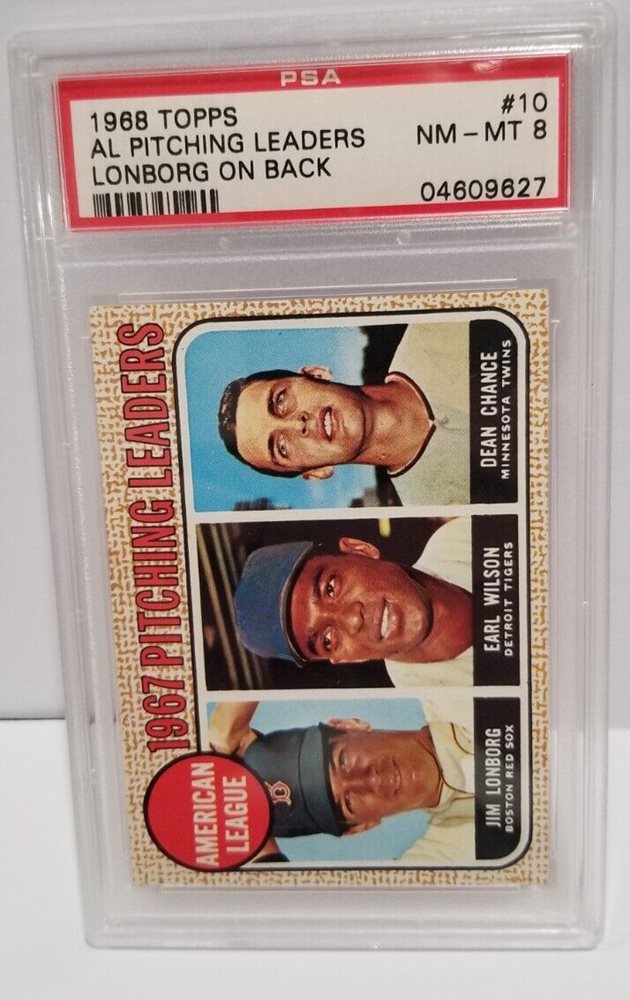 PSA
1968 TOPPS #10
AL PITCHING LEADERS NM-MT 8
LONBORG ON BACK
04609627
1967 PITCHING LEADERS
AMERICAN
LEAGUE
JIM LONBORG
BOSTON RED SOX
EARL WILSON
DETROIT TIGERS
DEAN CHANCE
MINNESOTA TWINS
B